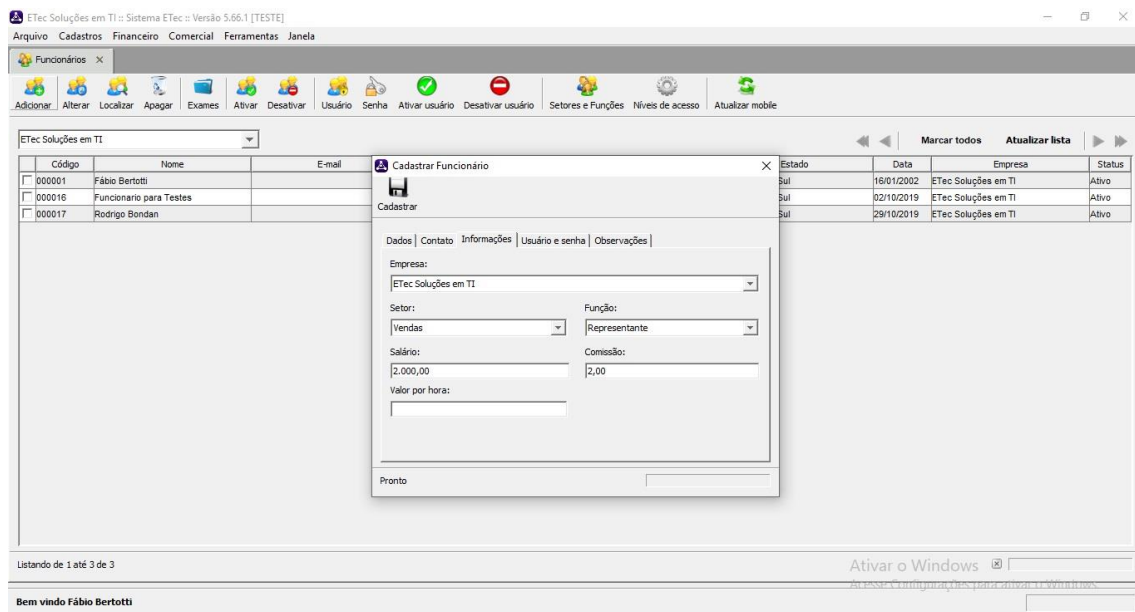 ETec Soluções em TI :: Sistema ETec :: Versão 5.66.1 [TESTE]
Arquivo Cadastros Financeiro Comercial Ferramentas Janela
Funcionários
Adicionar Alterar Localizar Apagar Exames Ativar Desativar Usuário Senha Ativar usuário Desativar usuário Setores e Funções Níveis de acesso Atualizar mobile
ETec Soluções em TI Marcar todos Atualizar lista
Código Nome E-mail Estado Data Empresa Status
000001 Fábio Bertotti Sul 16/01/2002 ETec Soluções em TI Ativo
000016 Funcionario para Testes Sul 02/10/2019 ETec Soluções em TI Ativo
000017 Rodrigo Bondan Sul 29/10/2019 ETec Soluções em TI Ativo
Cadastrar Funcionário
Cadastrar
Dados Contato Informações Usuário e senha Observações
Empresa:
ETec Soluções em TI
Setor: Função:
Vendas Representante
Salário: Comissão:
2.000,00 2,00
Valor por hora:
Pronto
Listando de 1 até 3 de 3
Ativar o Windows
Acesse Configurações para ativar o Windows.
Bem vindo Fábio Bertotti